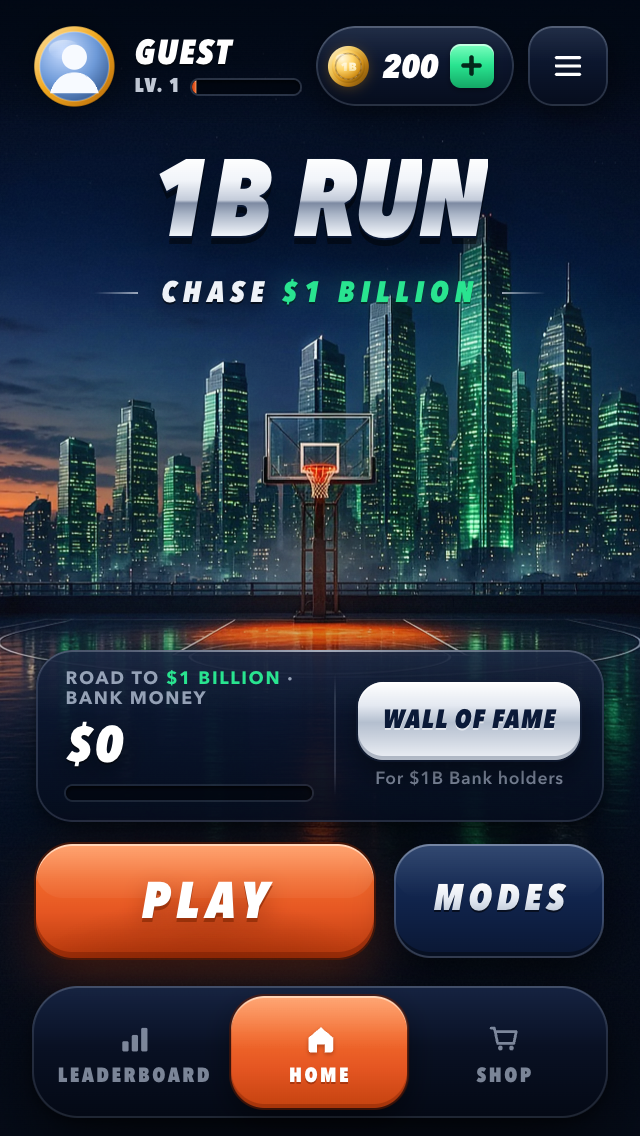 GUEST
LV. 1
1B
200
1B RUN
CHASE $1 BILLION
ROAD TO $1 BILLION ·
BANK MONEY
$0
WALL OF FAME
For $1B Bank holders
PLAY
MODES
LEADERBOARD
HOME
SHOP